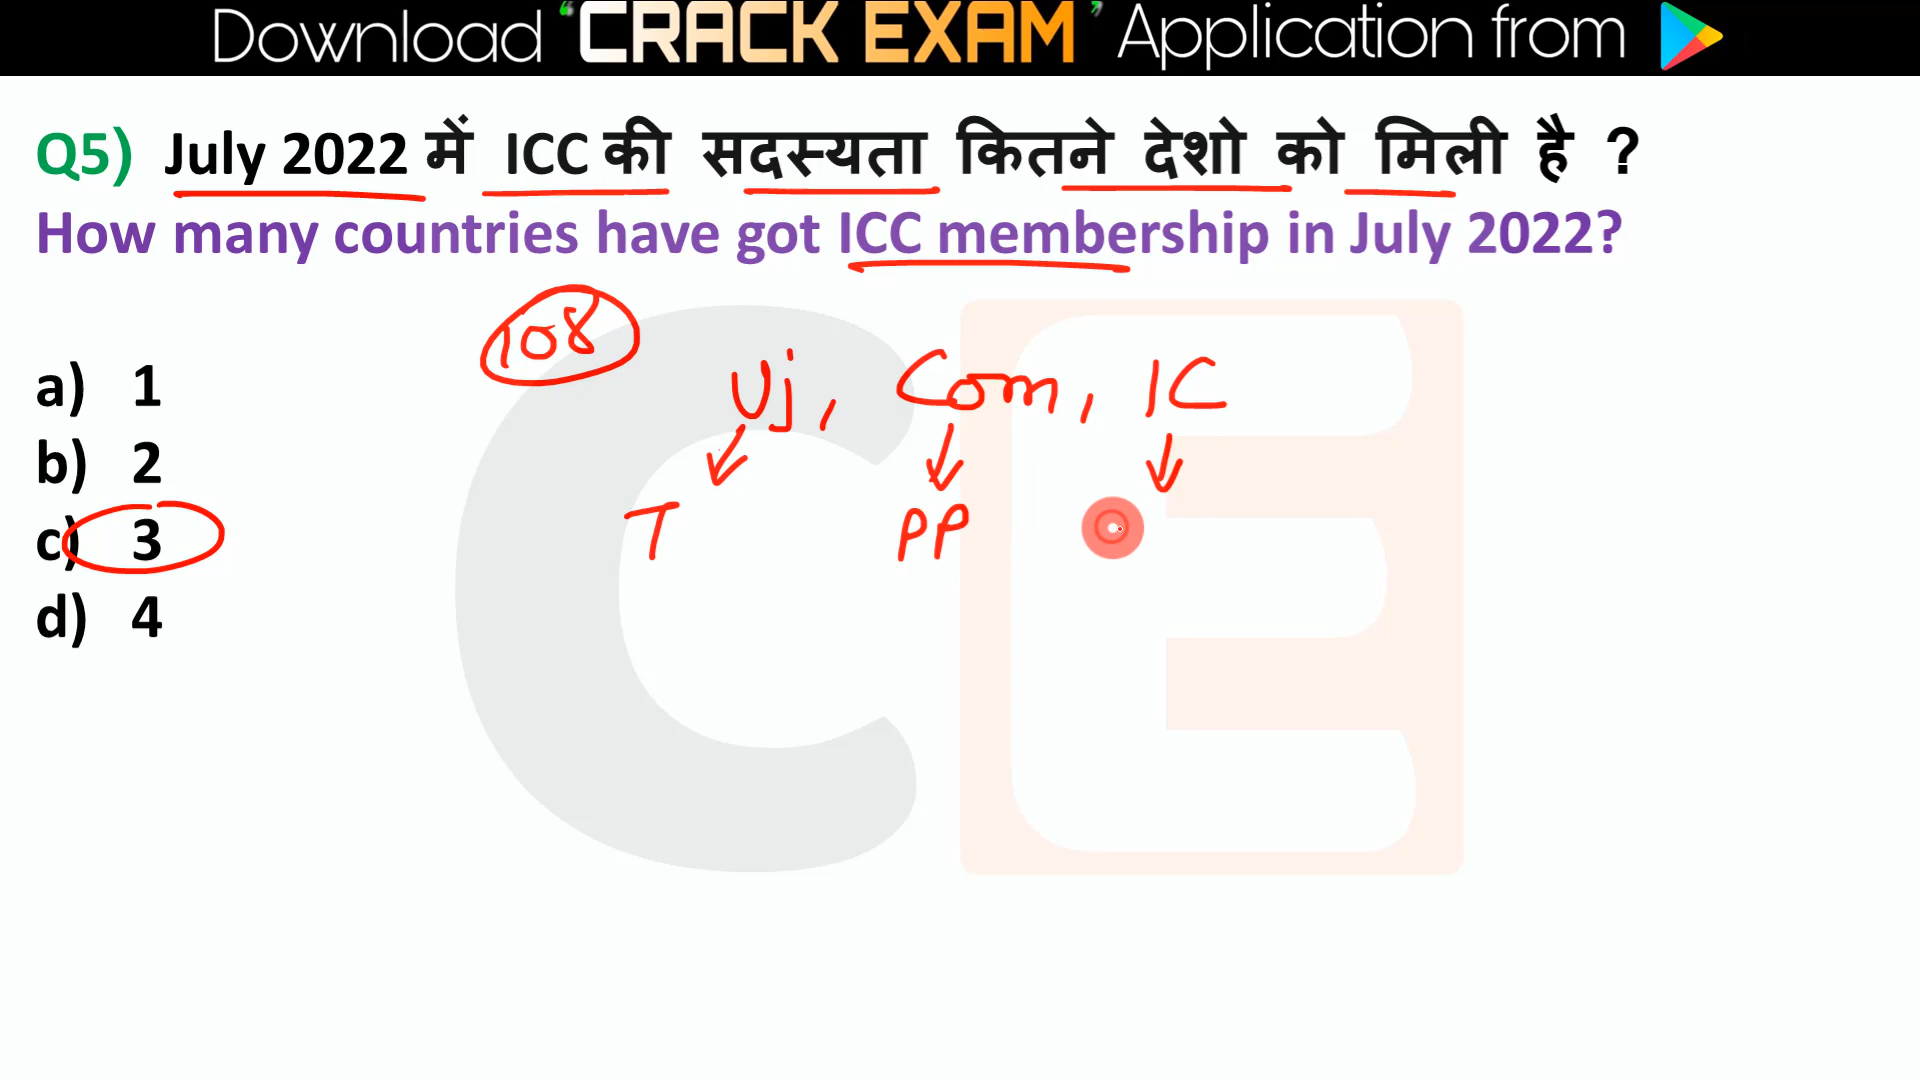 Download ‘CRACK EXAM’ Application from
Q5) July 2022 में ICC की सदस्यता कितने देशो को मिली है ?
How many countries have got ICC membership in July 2022?
108
Uj, Com, IC
a) 1
b) 2
T PP
c) 3
d) 4
CE